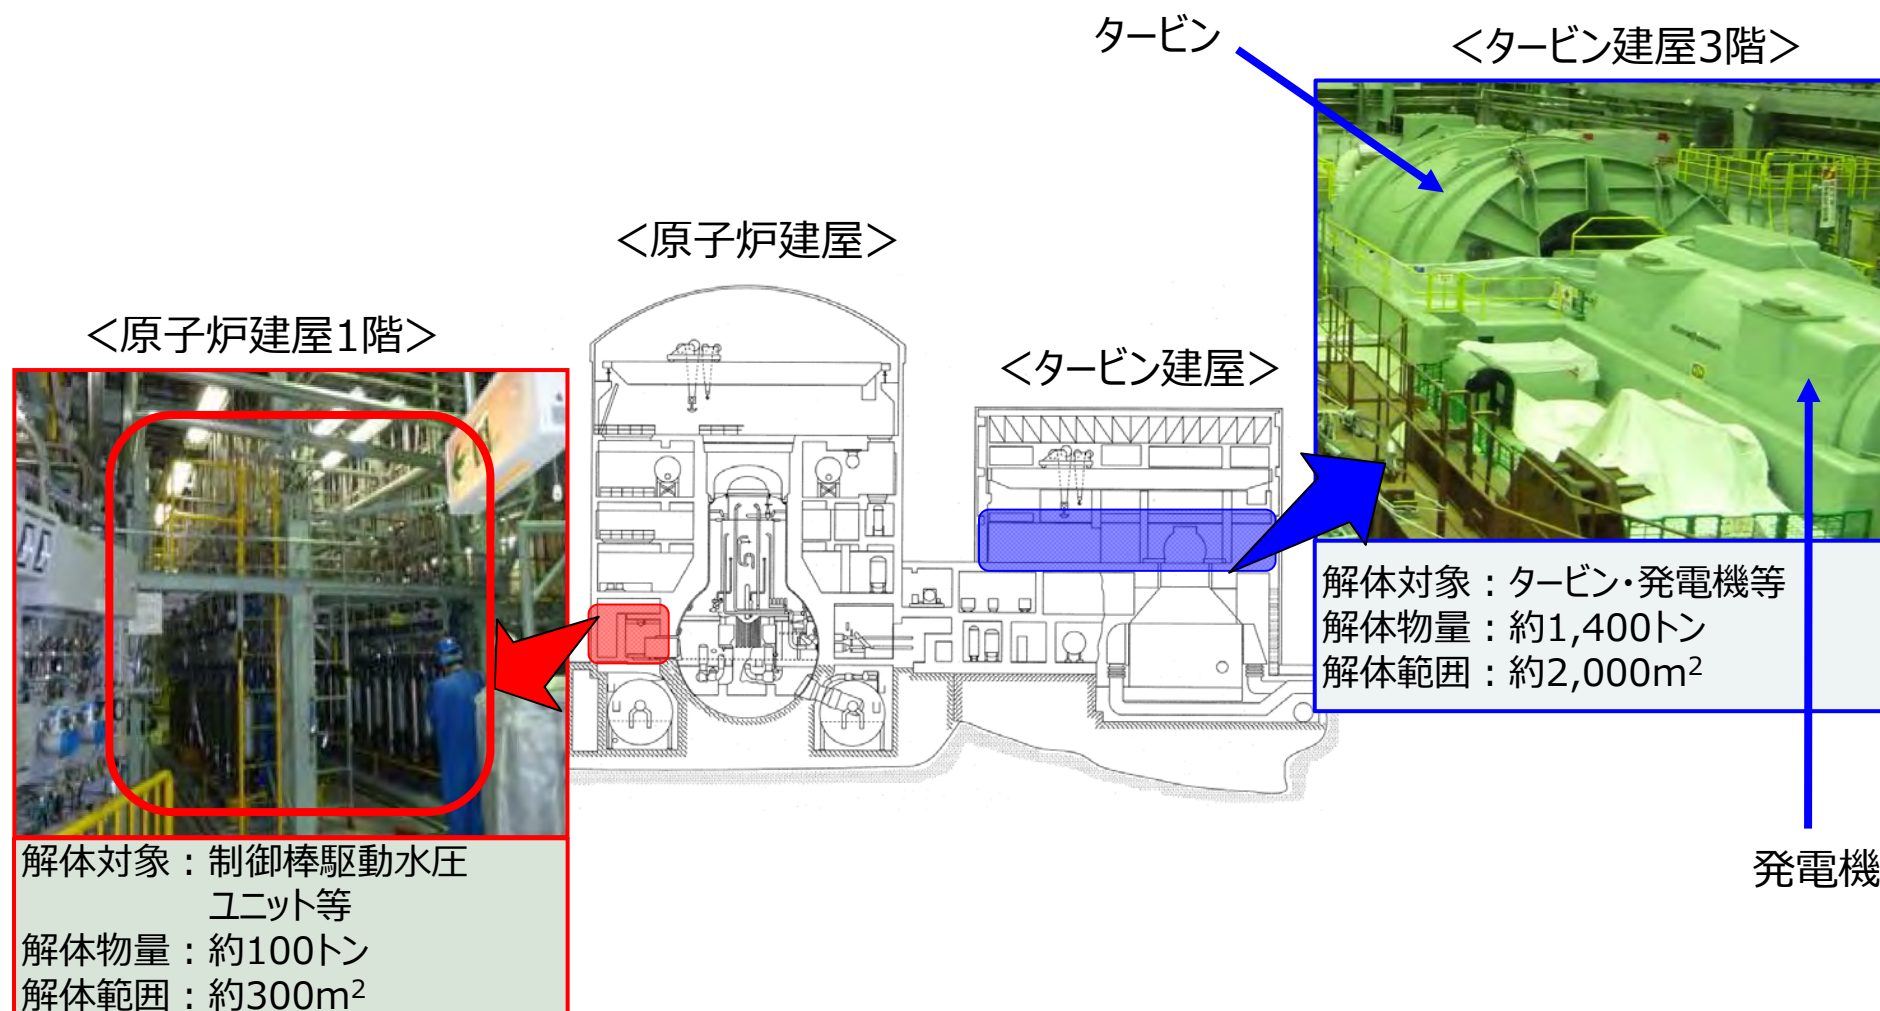 タービン
＜タービン建屋3階＞
＜原子炉建屋＞
＜原子炉建屋1階＞
＜タービン建屋＞
解体対象：タービン・発電機等
解体物量：約1,400トン
解体範囲：約2,000m²
発電機
解体対象：制御棒駆動水圧
ユニット等
解体物量：約100トン
解体範囲：約300m²